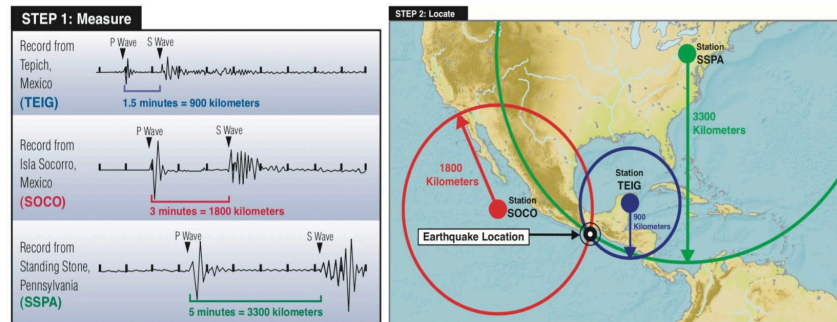 STEP 1: Measure
Record from
Tepich,
Mexico
(TEIG)
P Wave
S Wave
1.5 minutes = 900 kilometers
Record from
Isla Socorro,
Mexico
(SOCO)
P Wave
S Wave
3 minutes = 1800 kilometers
Record from
Standing Stone,
Pennsylvania
(SSPA)
P Wave
S Wave
5 minutes = 3300 kilometers
STEP 2: Locate
Station
SSPA
3300
Kilometers
1800
Kilometers
Station
SOCO
Station
TEIG
900
Kilometers
Earthquake Location